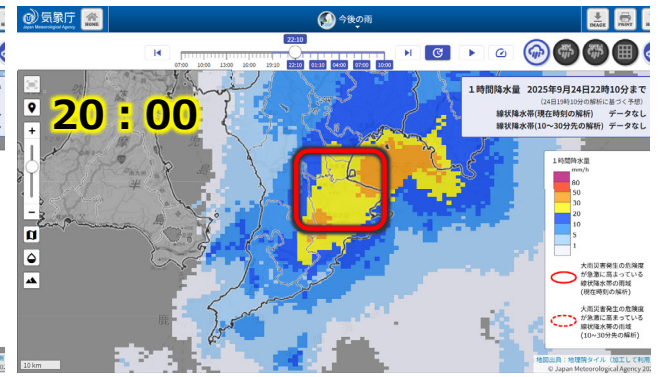 気象庁
Japan Meteorological Agency
HOME
今後の雨
IMAGE
PRINT
22:10
07:00 10:00 13:00 16:00 19:10 22:10 01:10 04:00 07:00 10:00
20：00
1時間降水量 2025年9月24日22時10分まで
(24日19時10分の解析に基づく予想)
線状降水帯(現在時刻の解析) データなし
線状降水帯(10～30分先の解析) データなし
1時間降水量
mm/h
80
50
30
20
10
5
1
大雨災害発生の危険度
が急激に高まっている
線状降水帯の雨域
(現在時刻の解析)
大雨災害発生の危険度
が急激に高まっている
線状降水帯の雨域
(10～30分先の解析)
10 km
地図出典：地理院タイル（加工して利用
© Japan Meteorological Agency 202